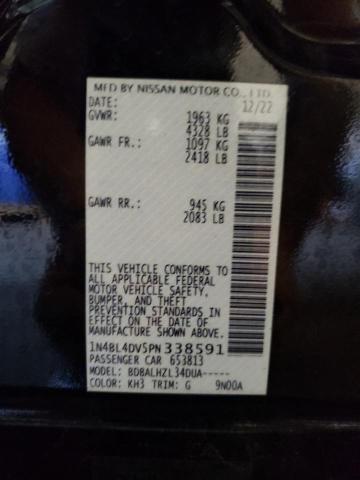 MFD BY NISSAN MOTOR CO., LTD.
DATE: 12/22
GVWR: 1963 KG
4328 LB
GAWR FR.: 1097 KG
2418 LB
GAWR RR.: 945 KG
2083 LB
THIS VEHICLE CONFORMS TO
ALL APPLICABLE FEDERAL
MOTOR VEHICLE SAFETY,
BUMPER, AND THEFT
PREVENTION STANDARDS IN
EFFECT ON THE DATE OF
MANUFACTURE SHOWN ABOVE.
1N4BL4DV5PN338591
PASSENGER CAR 653813
MODEL: BDBALHZL34DUA-----
COLOR: KH3 TRIM: G 9N00A